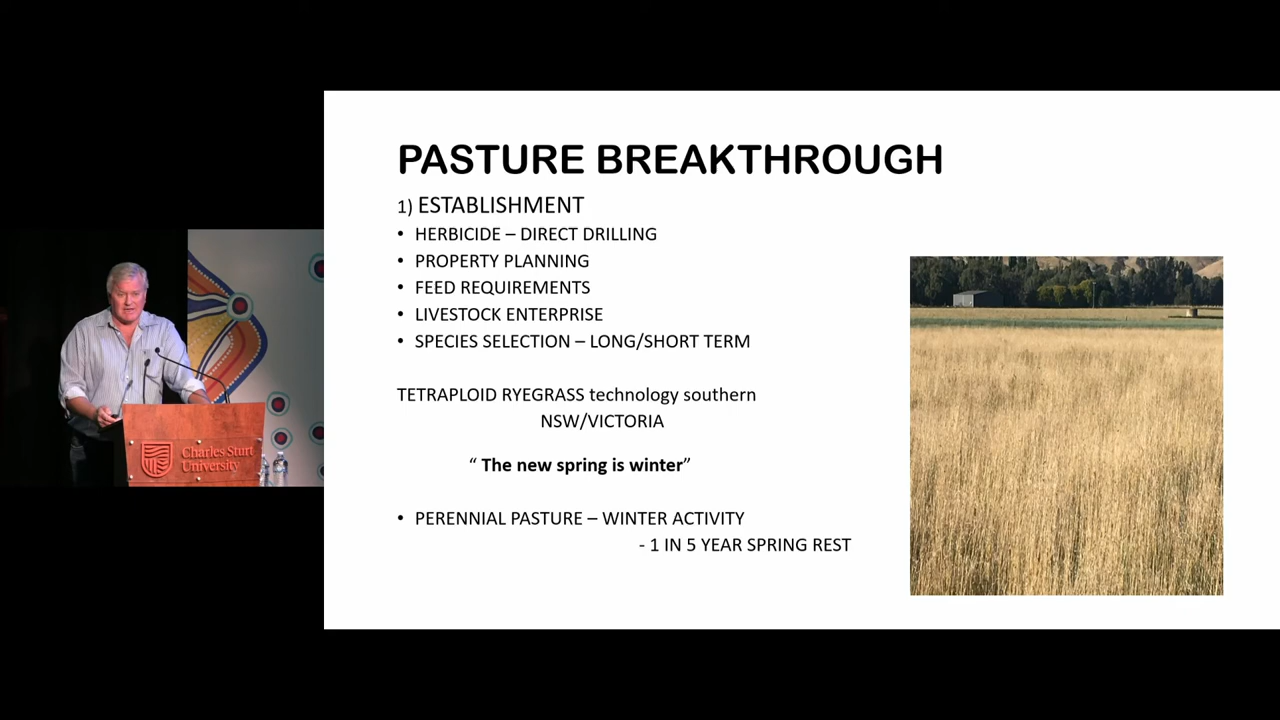 PASTURE BREAKTHROUGH
1) ESTABLISHMENT
• HERBICIDE – DIRECT DRILLING
• PROPERTY PLANNING
• FEED REQUIREMENTS
• LIVESTOCK ENTERPRISE
• SPECIES SELECTION – LONG/SHORT TERM
TETRAPLOID RYEGRASS technology southern
NSW/VICTORIA
“ The new spring is winter”
• PERENNIAL PASTURE – WINTER ACTIVITY
- 1 IN 5 YEAR SPRING REST
Charles Sturt
University